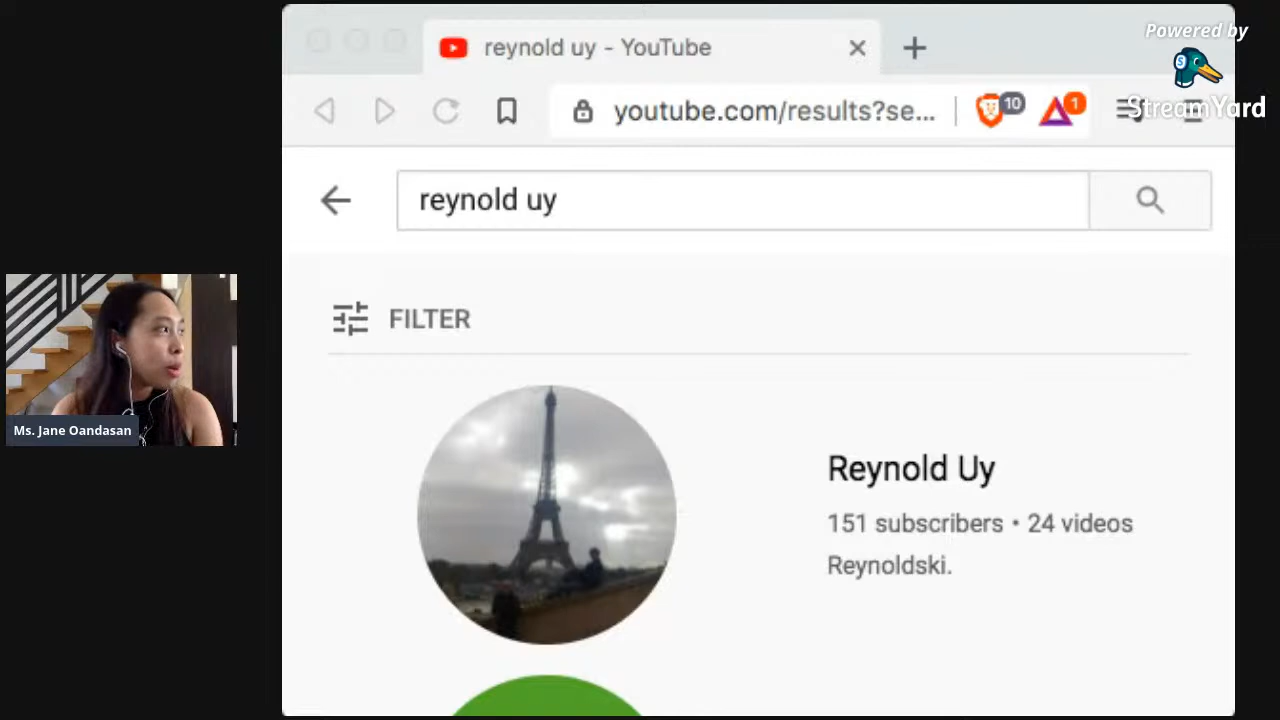 reynold uy - YouTube
Powered by
StreamYard
youtube.com/results?se...
10
1
reynold uy
FILTER
Reynold Uy
151 subscribers • 24 videos
Reynoldski.
Ms. Jane Oandasan